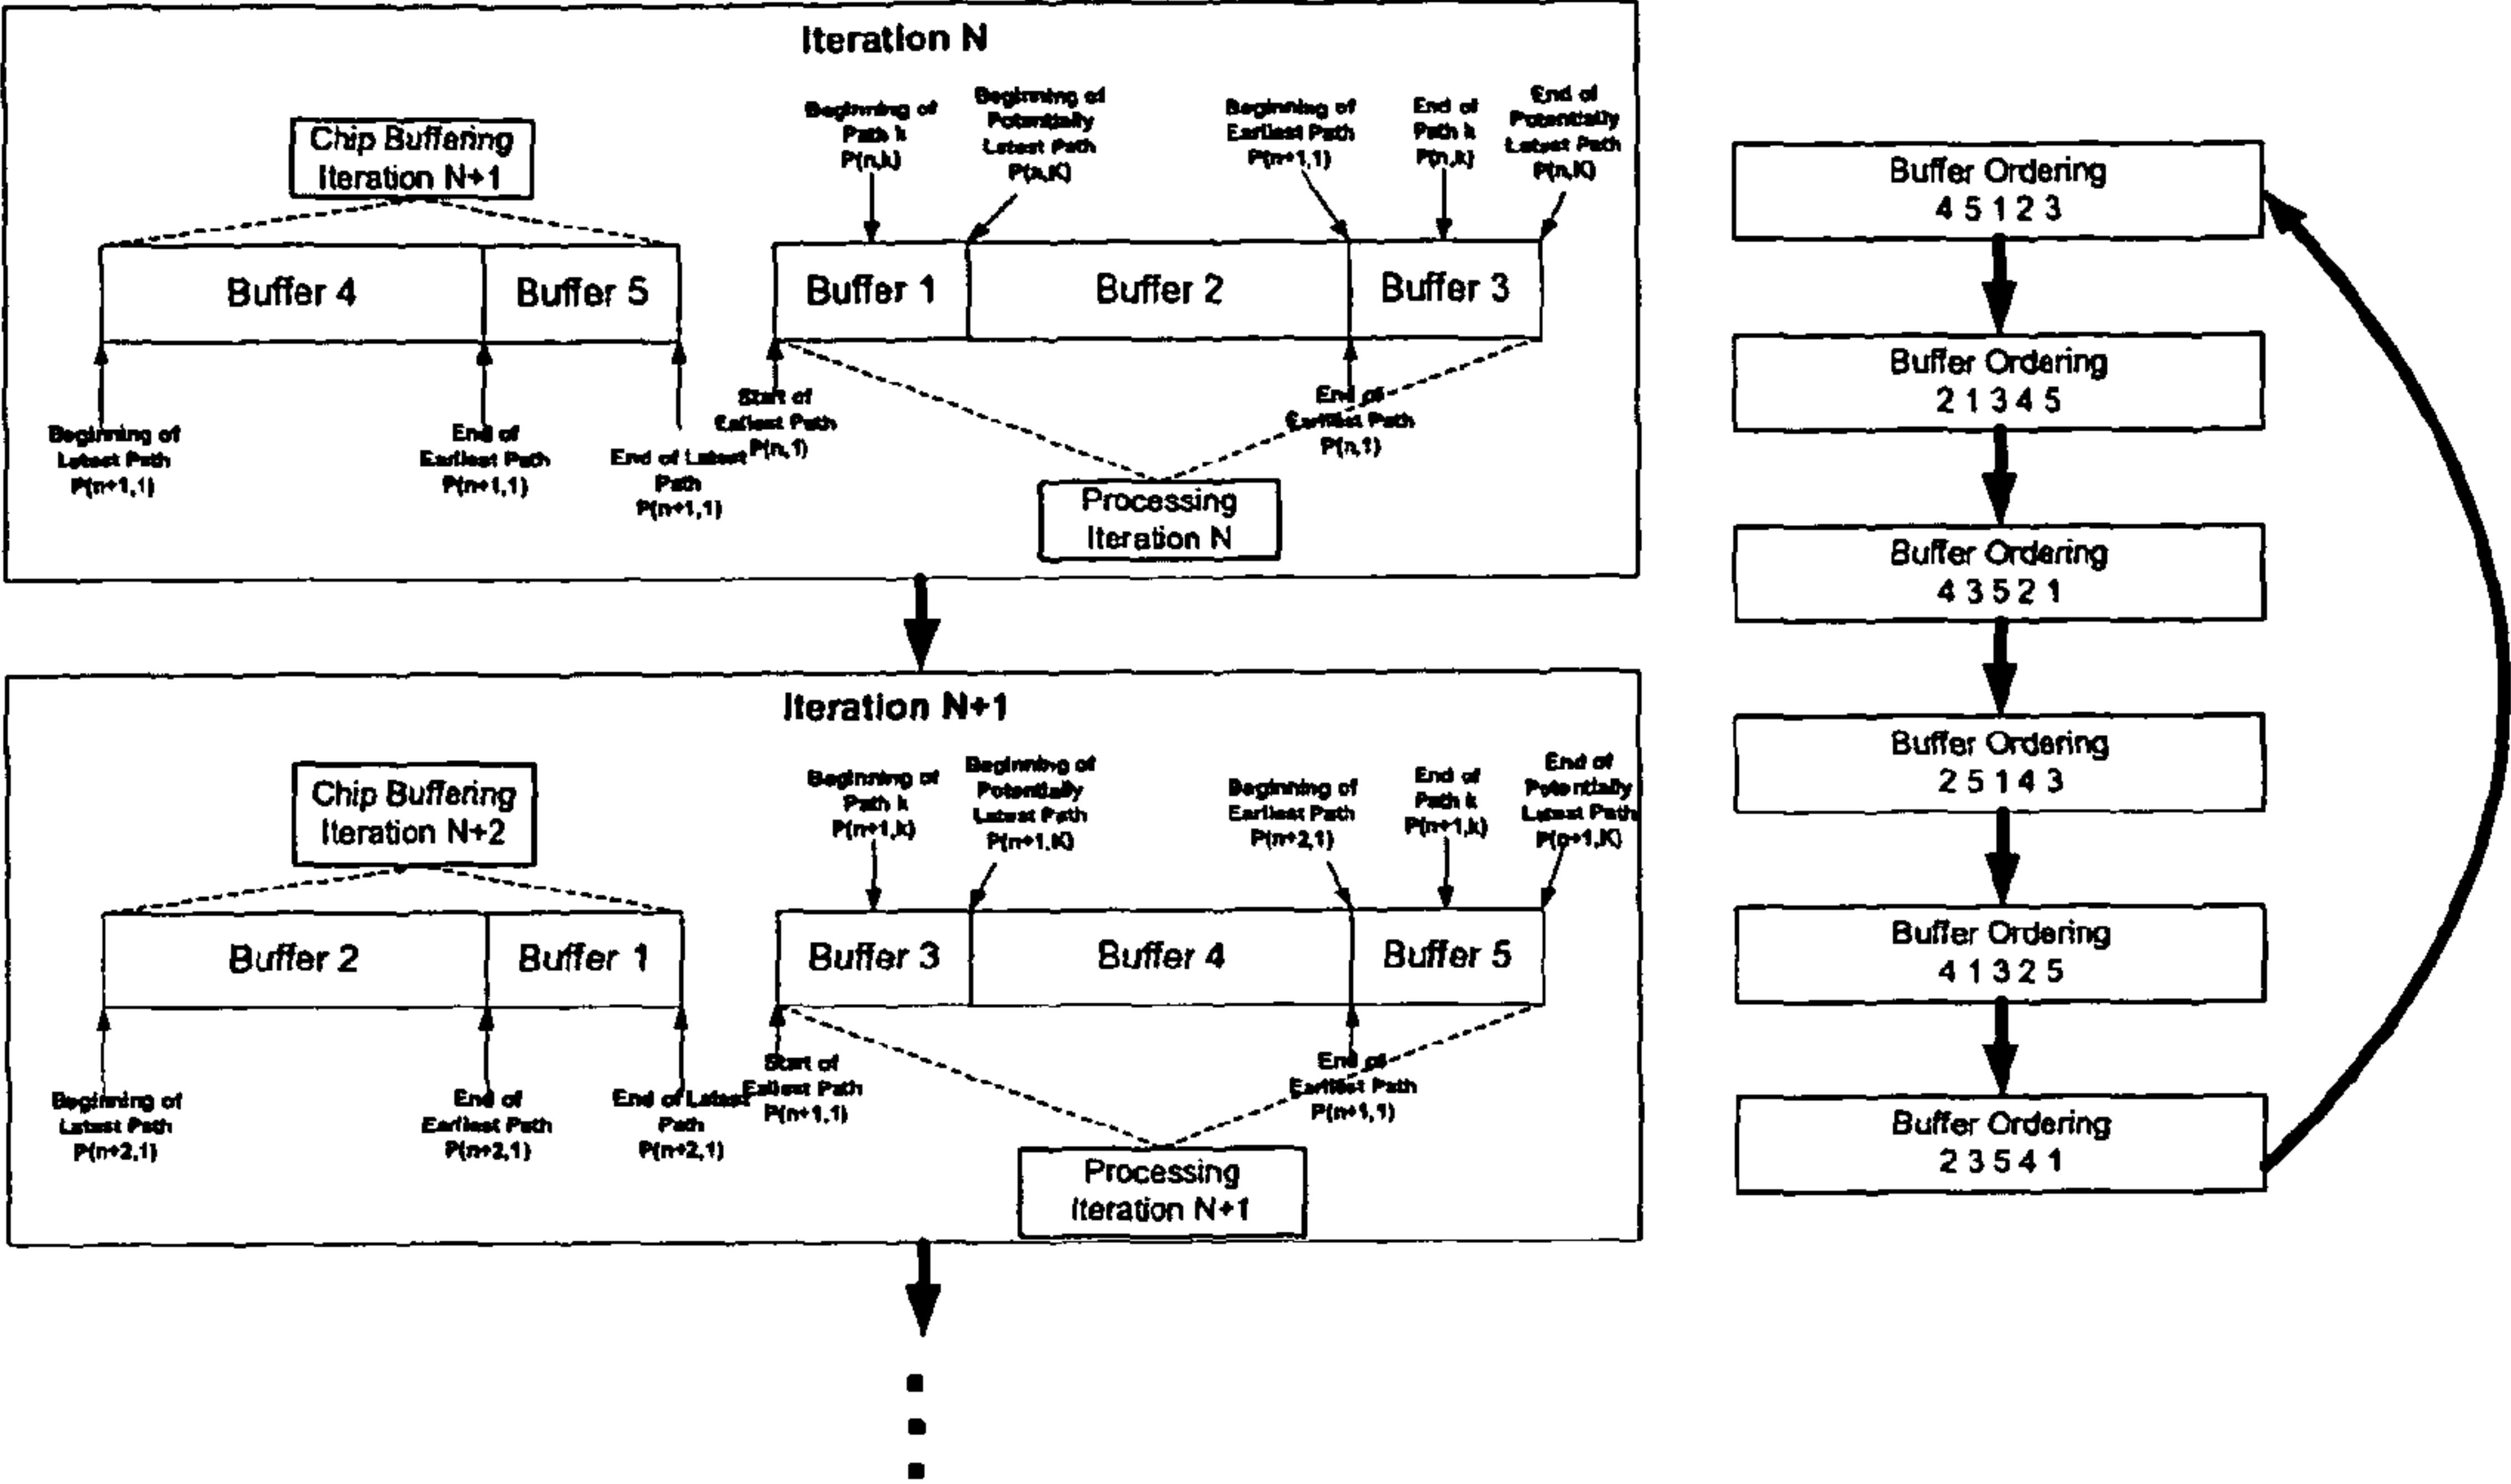 Iteration N
Chip Buffering
Iteration N+1
Beginning of
Path k
P(n,k)
Beginning of
Potentially
Latest Path
P(n,K)
Beginning of
Earliest Path
P(n+1,1)
End of
Path k
P(n,k)
End of
Potentially
Latest Path
P(n,K)
Buffer 4
Buffer 5
Buffer 1
Buffer 2
Buffer 3
Beginning of
Latest Path
P(n+1,1)
End of
Earliest Path
P(n+1,1)
End of Latest
Path
P(n+1,1)
Start of
Earliest Path
P(n,1)
End of
Earliest Path
P(n,1)
Processing
Iteration N
Iteration N+1
Chip Buffering
Iteration N+2
Beginning of
Path k
P(n+1,k)
Beginning of
Potentially
Latest Path
P(n+1,K)
Beginning of
Earliest Path
P(n+2,1)
End of
Path k
P(n+1,k)
End of
Potentially
Latest Path
P(n+1,K)
Buffer 2
Buffer 1
Buffer 3
Buffer 4
Buffer 5
Beginning of
Latest Path
P(n+2,1)
End of
Earliest Path
P(n+2,1)
End of Latest
Path
P(n+2,1)
Start of
Earliest Path
P(n+1,1)
End of
Earliest Path
P(n+1,1)
Processing
Iteration N+1
Buffer Ordering
4 5 1 2 3
Buffer Ordering
2 1 3 4 5
Buffer Ordering
4 3 5 2 1
Buffer Ordering
2 5 1 4 3
Buffer Ordering
4 1 3 2 5
Buffer Ordering
2 3 5 4 1